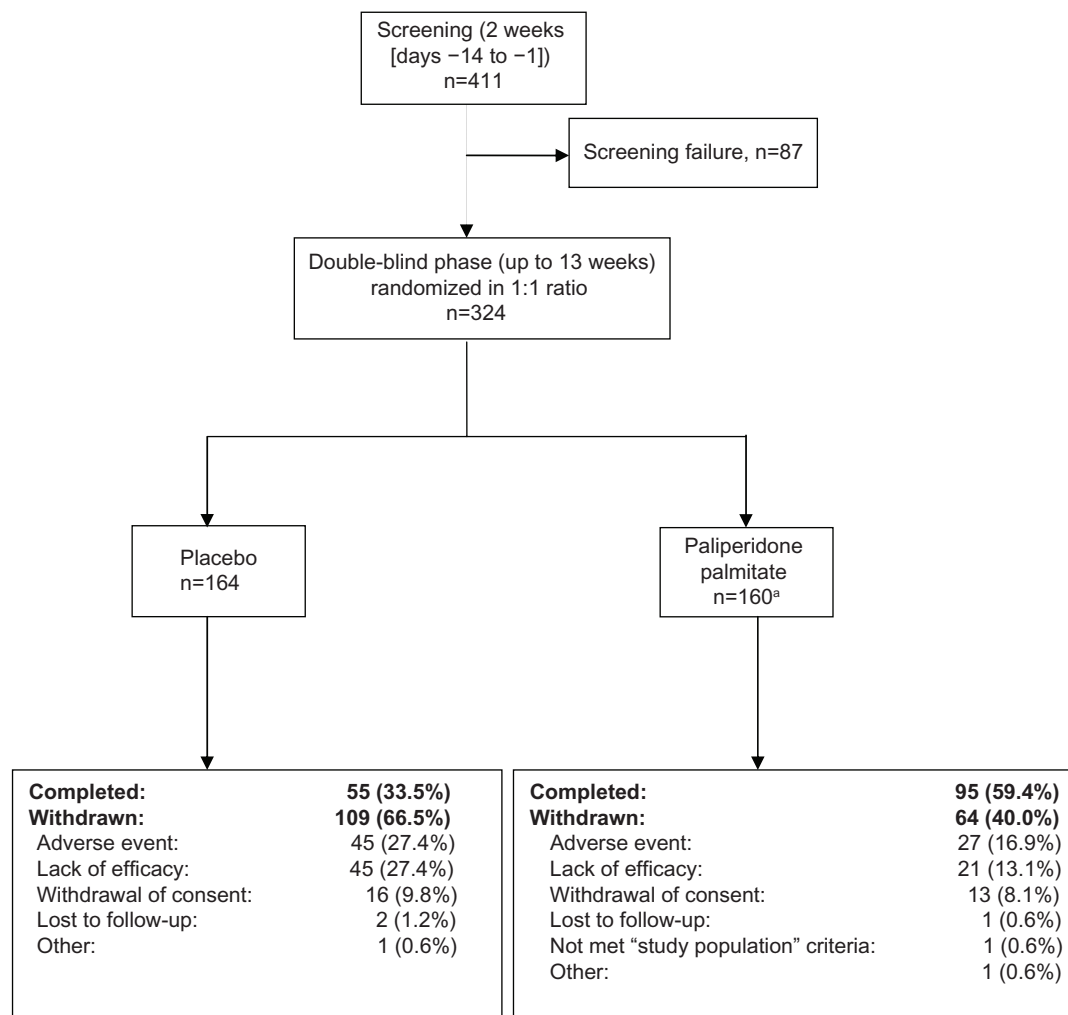 Screening (2 weeks
[days −14 to −1])
n=411
Screening failure, n=87
Double-blind phase (up to 13 weeks)
randomized in 1:1 ratio
n=324
Placebo
n=164
Paliperidone
palmitate
n=160ᵃ
Completed: 55 (33.5%)
Withdrawn: 109 (66.5%)
Adverse event: 45 (27.4%)
Lack of efficacy: 45 (27.4%)
Withdrawal of consent: 16 (9.8%)
Lost to follow-up: 2 (1.2%)
Other: 1 (0.6%)
Completed: 95 (59.4%)
Withdrawn: 64 (40.0%)
Adverse event: 27 (16.9%)
Lack of efficacy: 21 (13.1%)
Withdrawal of consent: 13 (8.1%)
Lost to follow-up: 1 (0.6%)
Not met “study population” criteria: 1 (0.6%)
Other: 1 (0.6%)